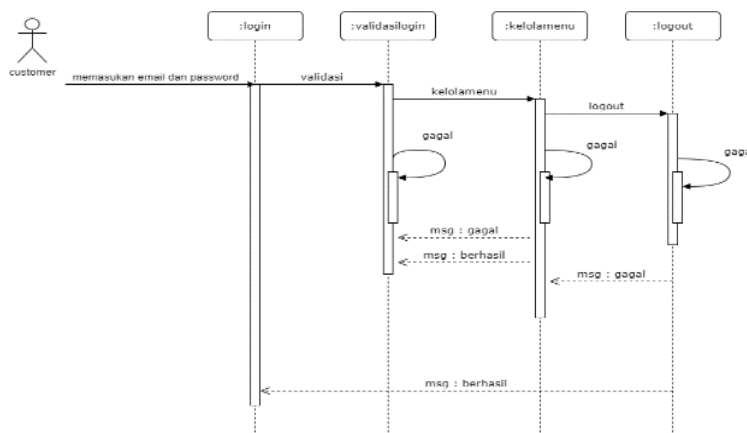 :login
:validasilogin
:kelolamenu
:logout
customer
memasukan email dan password
validasi
kelolamenu
logout
gagal
gagal
gaga
msg : gagal
msg : berhasil
msg : gagal
msg : berhasil